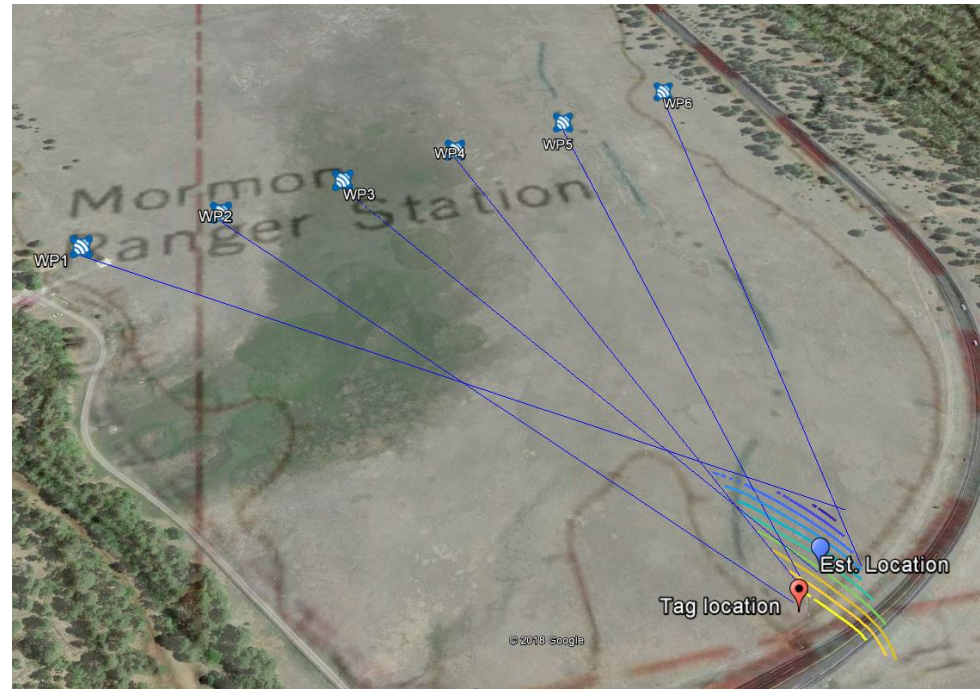 WP6
WP5
WP4
Mormon
WP3
WP2
Ranger Station
WP1
Est. Location
Tag location
© 2018 Google